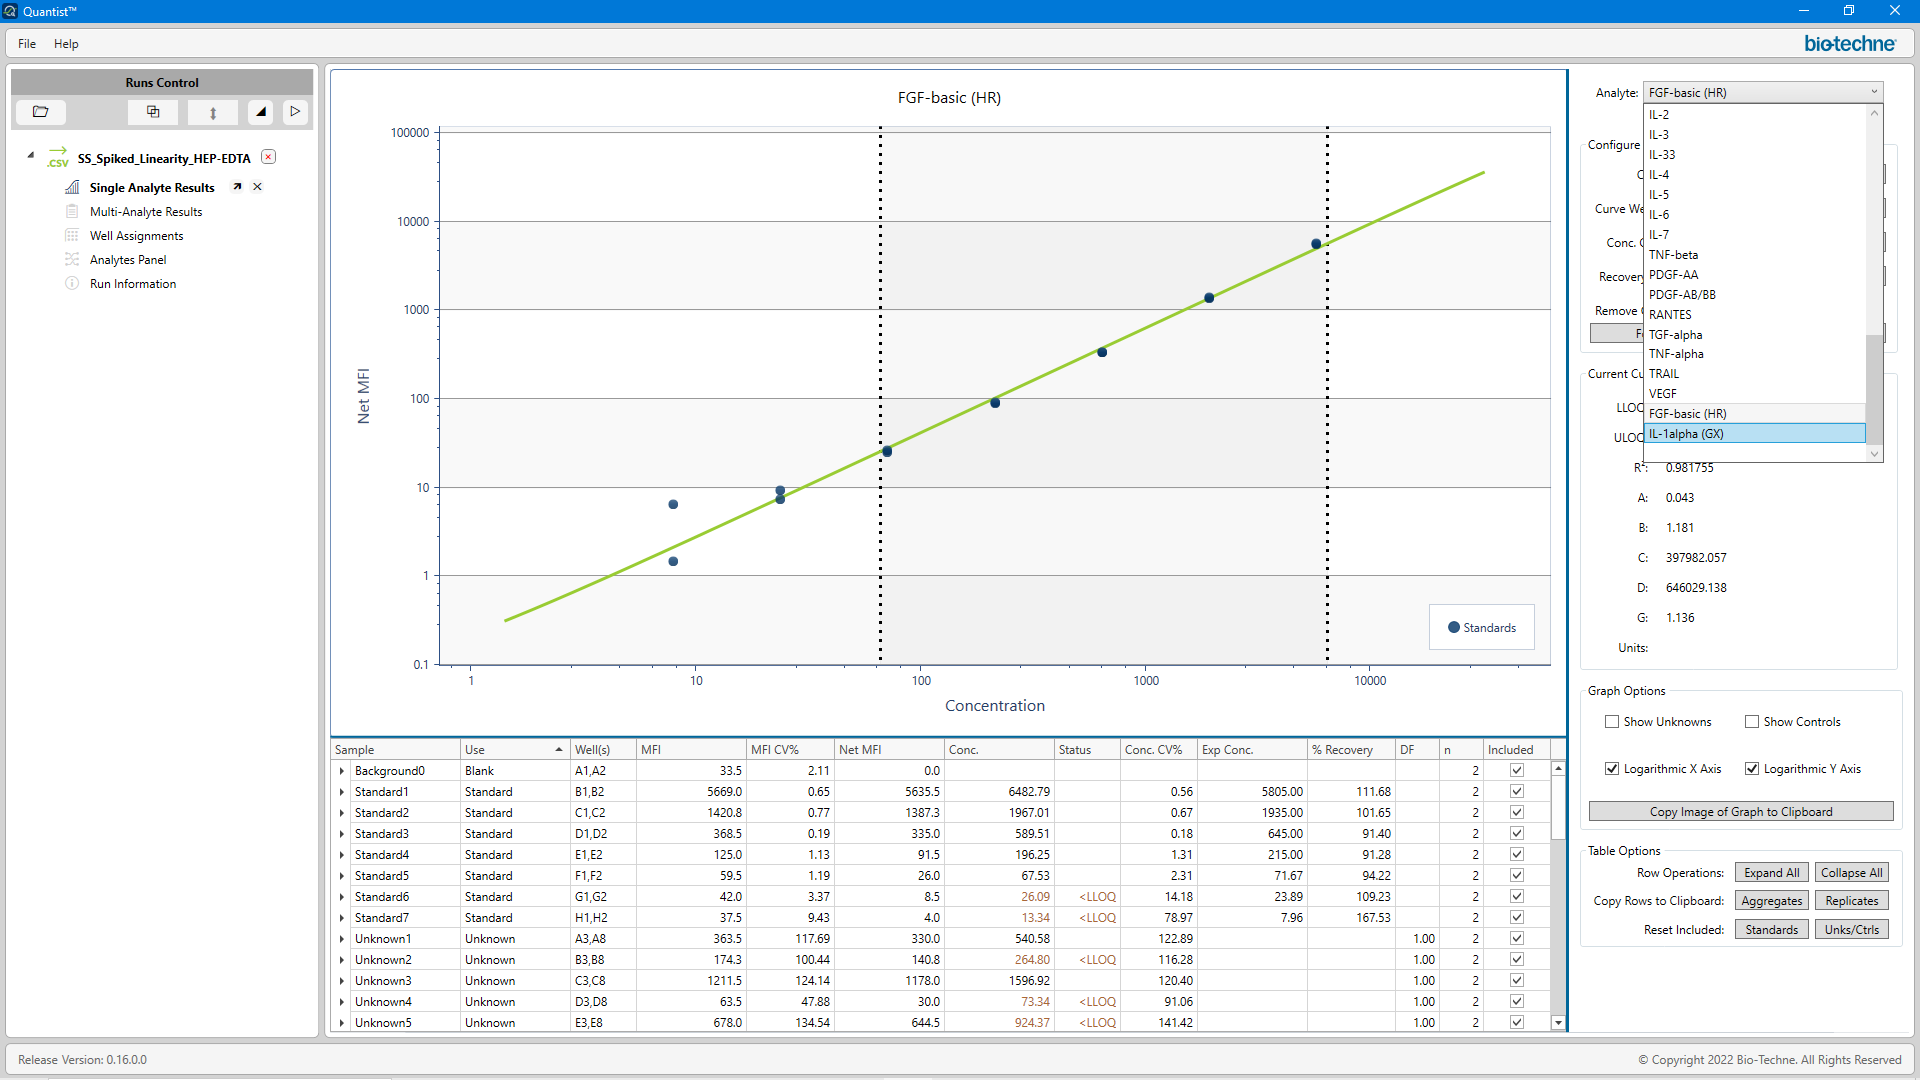 Quantist™
File Help
bio-techne
Runs Control
.CSV SS_Spiked_Linearity_HEP-EDTA
Single Analyte Results
Multi-Analyte Results
Well Assignments
Analytes Panel
Run Information
FGF-basic (HR)
Net MFI
100000
10000
1000
100
10
1
0.1
1 10 100 1000 10000
Concentration
Standards
Analyte: FGF-basic (HR)
IL-2
IL-3
IL-33
IL-4
IL-5
IL-6
IL-7
TNF-beta
PDGF-AA
PDGF-AB/BB
RANTES
TGF-alpha
TNF-alpha
TRAIL
VEGF
FGF-basic (HR)
IL-1alpha (GX)
Configure
Curve We
Conc. C
Recovery
Remove
Current Cu
LLOQ
ULOQ
R²: 0.981755
A: 0.043
B: 1.181
C: 397982.057
D: 646029.138
G: 1.136
Units:
Graph Options
Show Unknowns Show Controls
Logarithmic X Axis Logarithmic Y Axis
Copy Image of Graph to Clipboard
Table Options
Row Operations: Expand All Collapse All
Copy Rows to Clipboard: Aggregates Replicates
Reset Included: Standards Unks/Ctrls
Sample Use Well(s) MFI MFI CV% Net MFI Conc. Status Conc. CV% Exp Conc. % Recovery DF n Included
Background0 Blank A1,A2 33.5 2.11 0.0 2
Standard1 Standard B1,B2 5669.0 0.65 5635.5 6482.79 0.56 5805.00 111.68 2
Standard2 Standard C1,C2 1420.8 0.77 1387.3 1967.01 0.67 1935.00 101.65 2
Standard3 Standard D1,D2 368.5 0.19 335.0 589.51 0.18 645.00 91.40 2
Standard4 Standard E1,E2 125.0 1.13 91.5 196.25 1.31 215.00 91.28 2
Standard5 Standard F1,F2 59.5 1.19 26.0 67.53 2.31 71.67 94.22 2
Standard6 Standard G1,G2 42.0 3.37 8.5 26.09 <LLOQ 14.18 23.89 109.23 2
Standard7 Standard H1,H2 37.5 9.43 4.0 13.34 <LLOQ 78.97 7.96 167.53 2
Unknown1 Unknown A3,A8 363.5 117.69 330.0 540.58 122.89 1.00 2
Unknown2 Unknown B3,B8 174.3 100.44 140.8 264.80 <LLOQ 116.28 1.00 2
Unknown3 Unknown C3,C8 1211.5 124.14 1178.0 1596.92 120.40 1.00 2
Unknown4 Unknown D3,D8 63.5 47.88 30.0 73.34 <LLOQ 91.06 1.00 2
Unknown5 Unknown E3,E8 678.0 134.54 644.5 924.37 <LLOQ 141.42 1.00 2
Release Version: 0.16.0.0
© Copyright 2022 Bio-Techne. All Rights Reserved